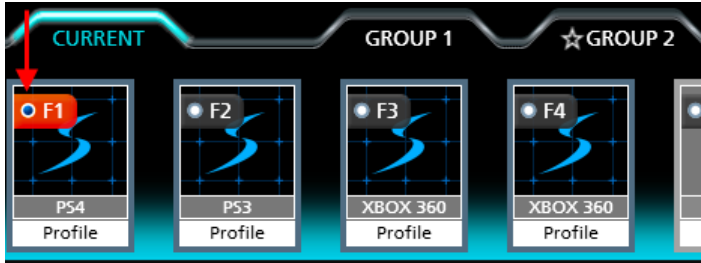 CURRENT GROUP 1 ☆GROUP 2
F1 F2 F3 F4
PS4 PS3 XBOX 360 XBOX 360
Profile Profile Profile Profile